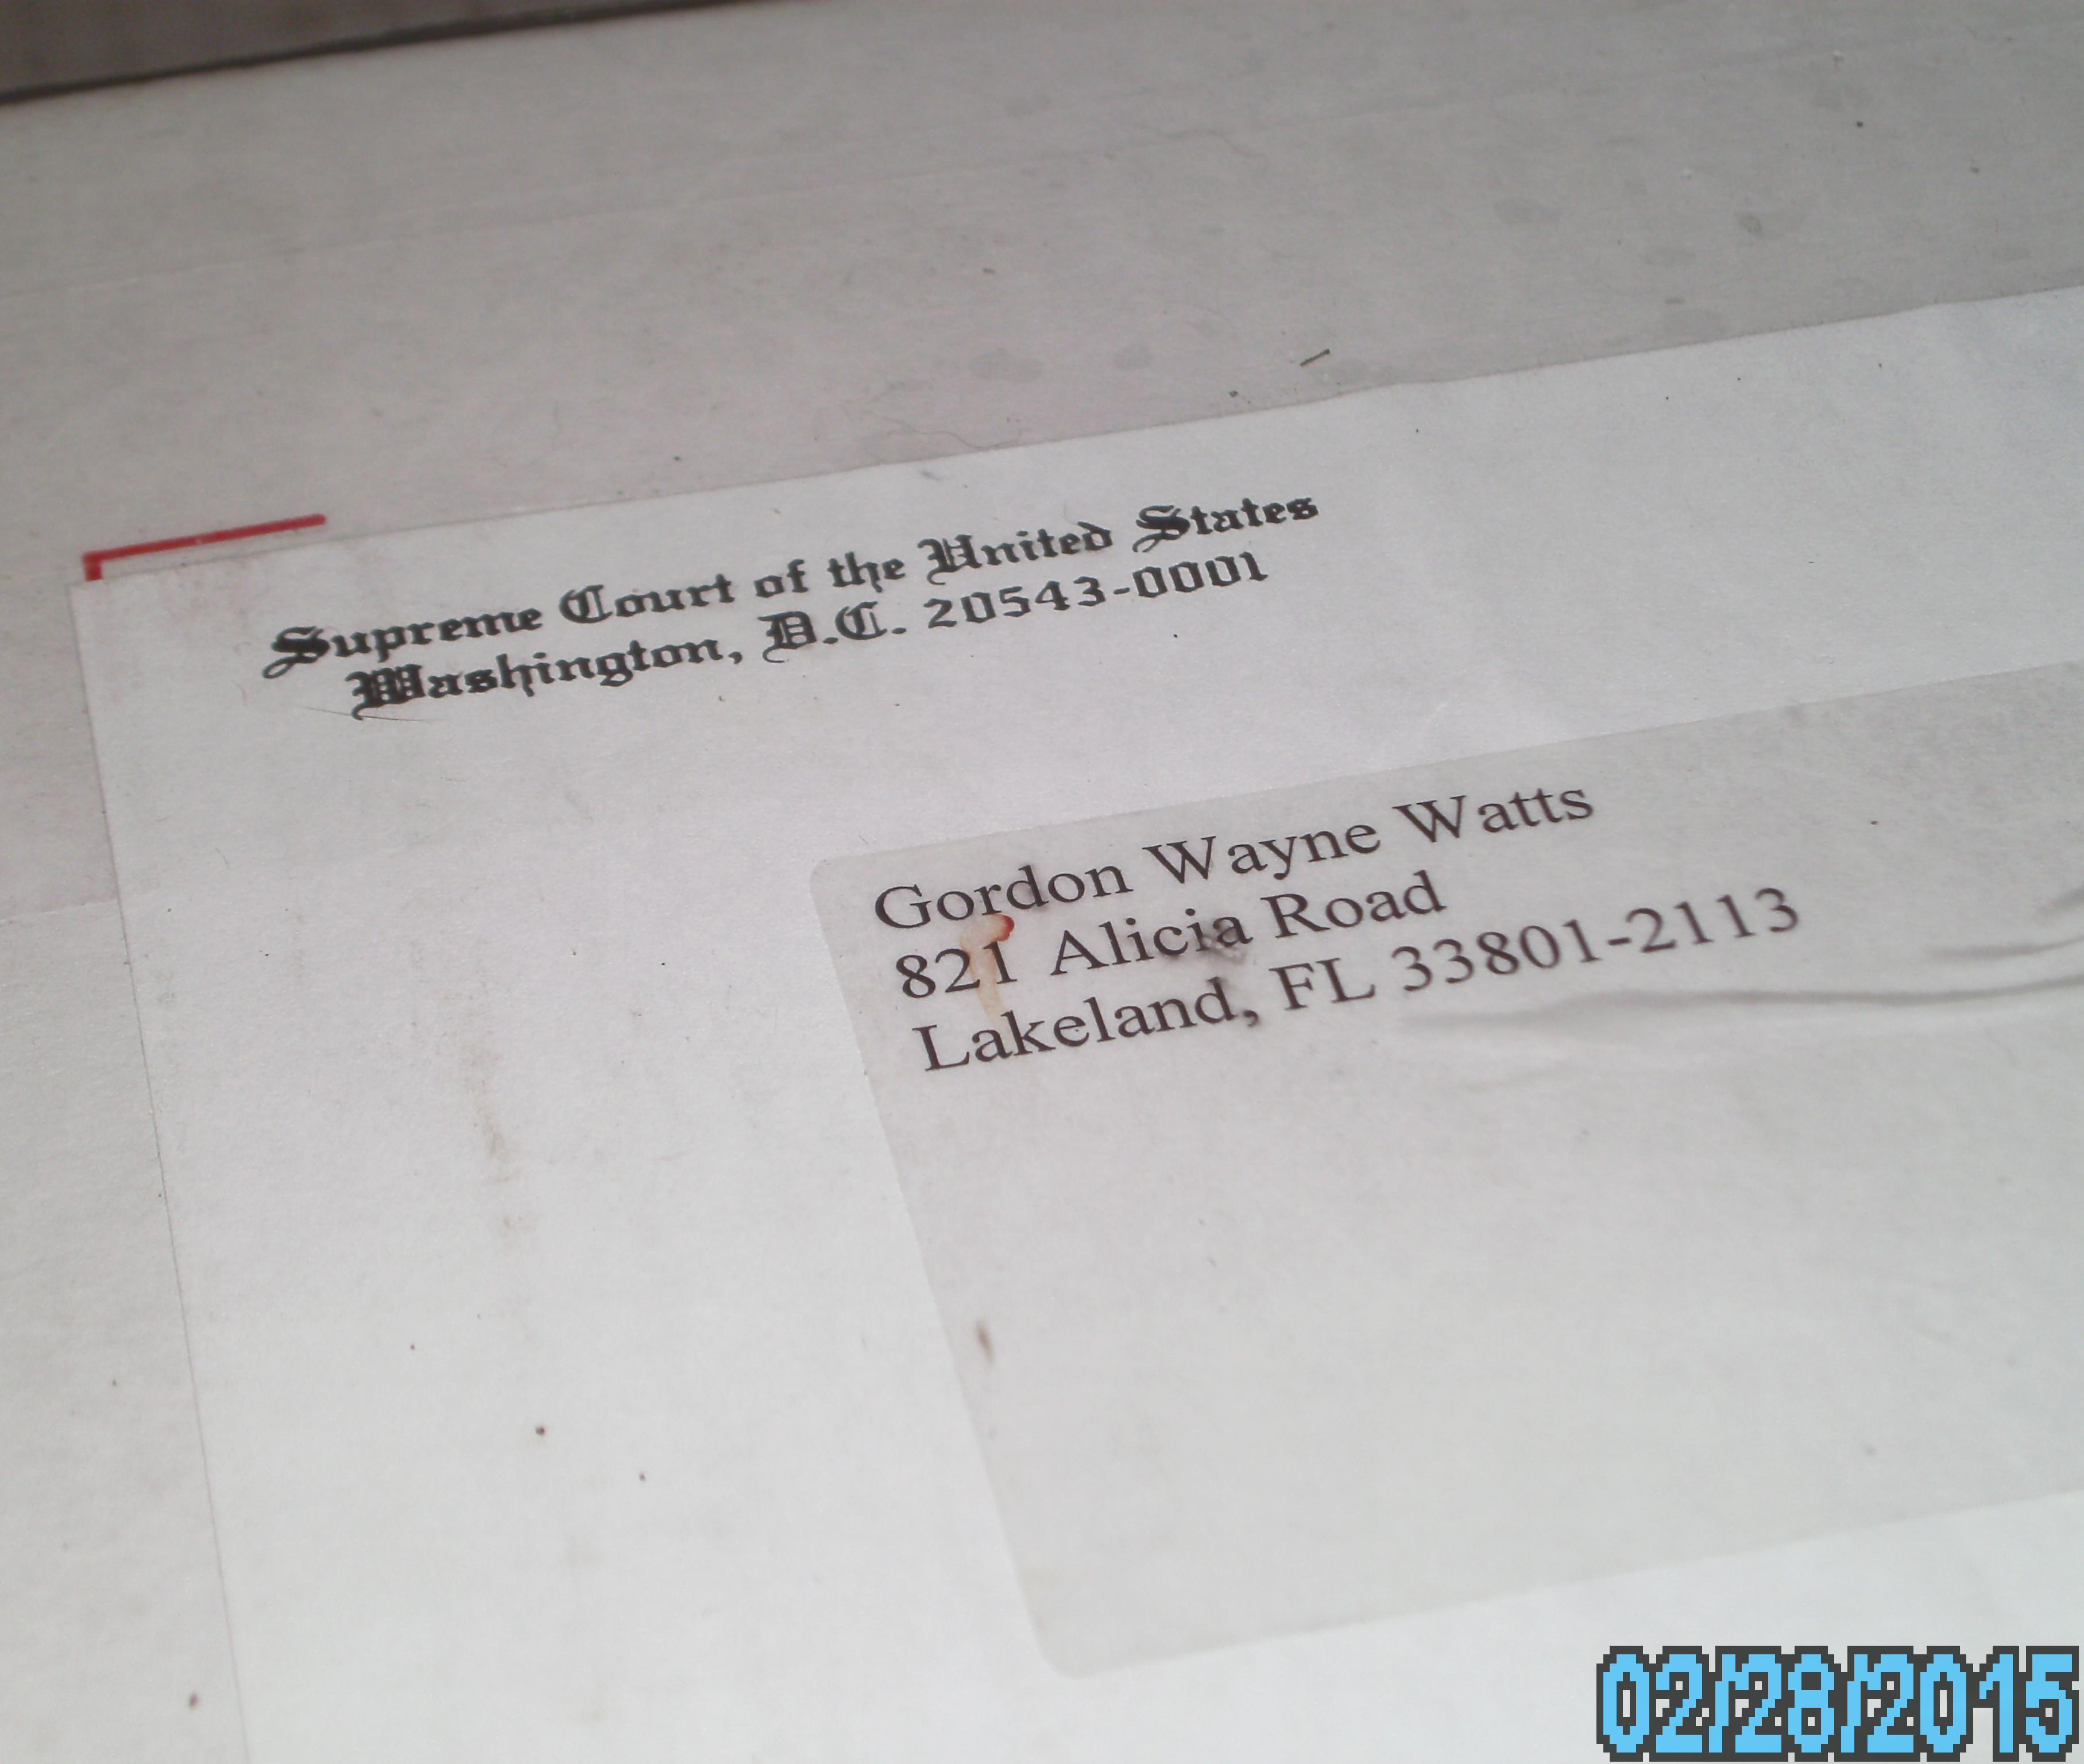 Supreme Court of the United States
Washington, D.C. 20543-0001
Gordon Wayne Watts
821 Alicia Road
Lakeland, FL 33801-2113
02/28/2015